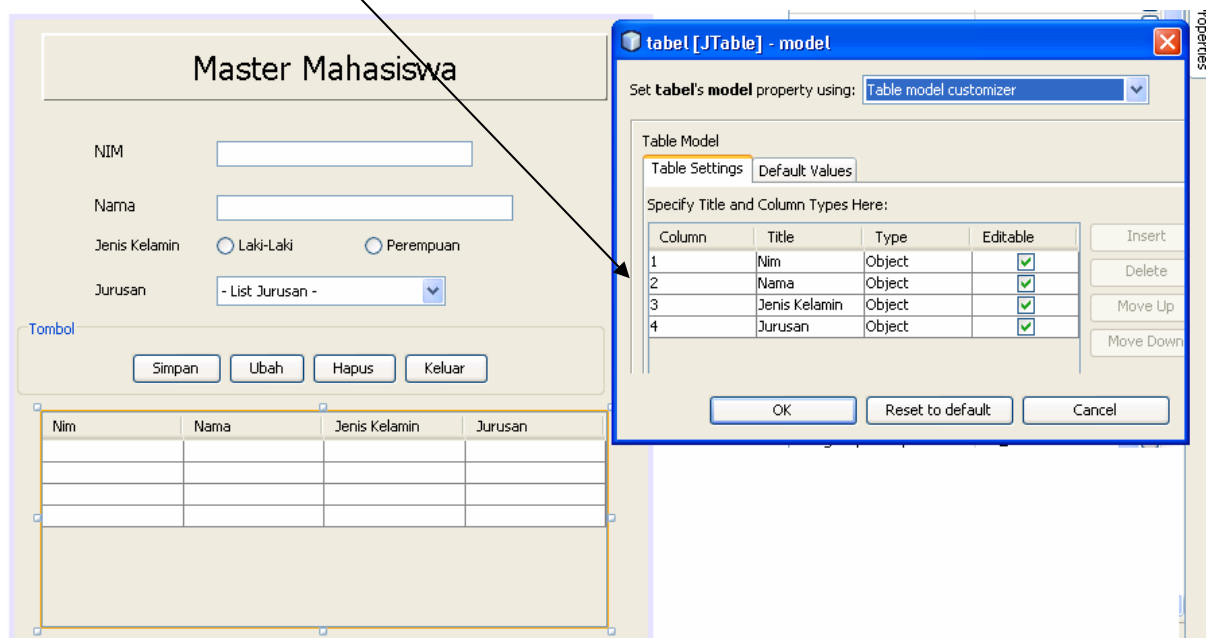 Master Mahasiswa
NIM
Nama
Jenis Kelamin Laki-Laki Perempuan
Jurusan - List Jurusan -
Tombol
Simpan Ubah Hapus Keluar
Nim Nama Jenis Kelamin Jurusan
tabel [JTable] - model
Set tabel's model property using: Table model customizer
Table Model
Table Settings Default Values
Specify Title and Column Types Here:
Column Title Type Editable
1 Nim Object
2 Nama Object
3 Jenis Kelamin Object
4 Jurusan Object
Insert
Delete
Move Up
Move Down
OK Reset to default Cancel